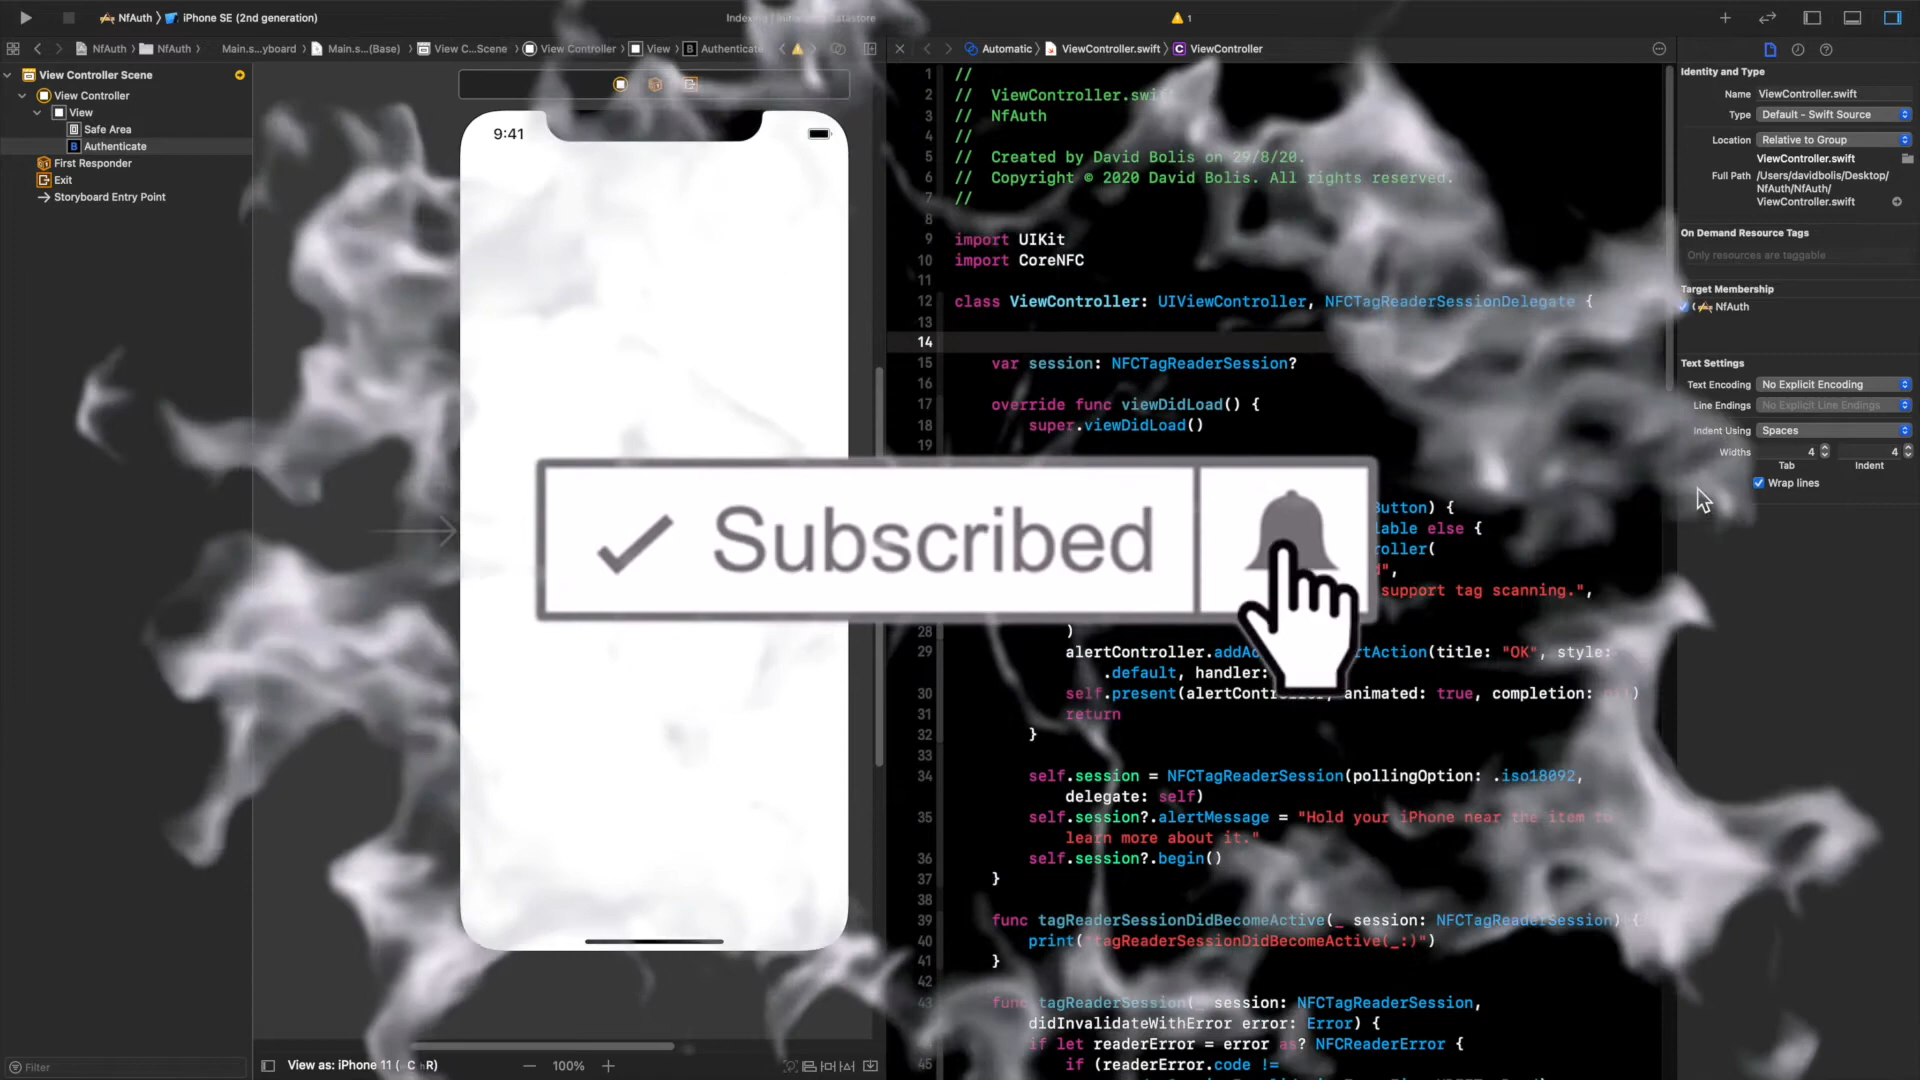 NfAuth
iPhone SE (2nd generation)
1
NfAuth
NfAuth
Main.s...yboard
Main.s...(Base)
View C...Scene
View Controller
View
Authenticate
Automatic
ViewController.swift
ViewController
View Controller Scene
View Controller
View
Safe Area
Authenticate
First Responder
Exit
Storyboard Entry Point
Filter
9:41
Subscribed
View as: iPhone 11 (
C
R)
100%
1 //
2 // ViewController.swi
3 // NfAuth
4 //
5 // Created by David Bolis on 29/8/20.
6 // Copyright © 2020 David Bolis. All rights reserved.
7 //
8
9 import UIKit
10 import CoreNFC
11
12 class ViewController: UIViewController, NFCTagReaderSessionDelegate {
13
14
15 var session: NFCTagReaderSession?
16
17 override func viewDidLoad() {
18 super.viewDidLoad()
19
Button) {
lable else {
roller(
",
support tag scanning.",
28 )
29 alertController.addAc
rtAction(title: "OK", style:
.default, handler:
30 self.present(alertContr
animated: true, completion:
)
31 return
32 }
33
34 self.session = NFCTagReaderSession(pollingOption: .iso18092,
delegate: self)
35 self.session?.alertMessage = "Hold your iPhone near the item to
learn more about it."
36 self.session?.begin()
37 }
38
39 func tagReaderSessionDidBecomeActive(_ session: NFCTagReaderSession) {
40 print("tagReaderSessionDidBecomeActive(_:)")
41 }
42
43 func tagReaderSession(_ session: NFCTagReaderSession,
didInvalidateWithError error: Error) {
44 if let readerError = error as? NFCReaderError {
45 if (readerError.code !=
Identity and Type
Name ViewController.swift
Type Default - Swift Source
Location Relative to Group
ViewController.swift
Full Path /Users/davidbolis/Desktop/
NfAuth/NfAuth/
ViewController.swift
On Demand Resource Tags
Only resources are taggable
Target Membership
NfAuth
Text Settings
Text Encoding No Explicit Encoding
Line Endings No Explicit Line Endings
Indent Using Spaces
Widths 4 4
Tab Indent
Wrap lines